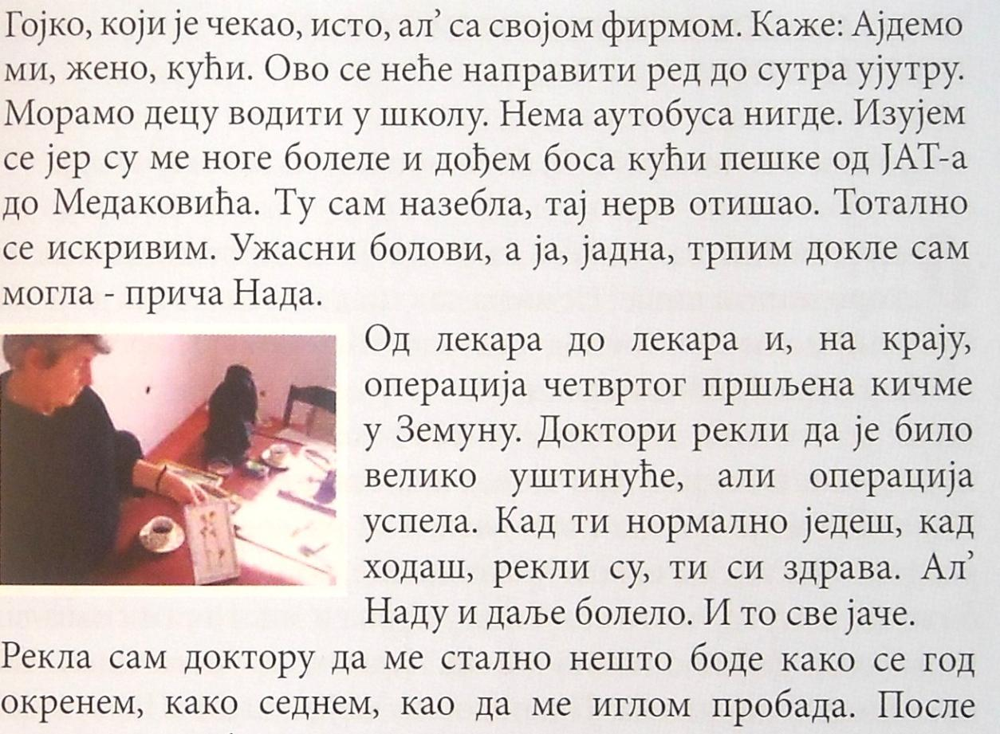 Гојко, који је чекао, исто, ал’ са својом фирмом. Каже: Ајдемо
ми, жено, кући. Ово се неће направити ред до сутра ујутру.
Морамо децу водити у школу. Нема аутобуса нигде. Изујем
се јер су ме ноге болеле и дођем боса кући пешке од ЈАТ-а
до Медаковића. Ту сам назебла, тај нерв отишао. Тотално
се искривим. Ужасни болови, а ја, јадна, трпим докле сам
могла - прича Нада.
Од лекара до лекара и, на крају,
операција четвртог пршљена кичме
у Земуну. Доктори рекли да је било
велико уштинуће, али операција
успела. Кад ти нормално једеш, кад
ходаш, рекли су, ти си здрава. Ал’
Наду и даље болело. И то све јаче.
Рекла сам доктору да ме стално нешто боде како се год
окренем, како седнем, као да ме иглом пробада. После